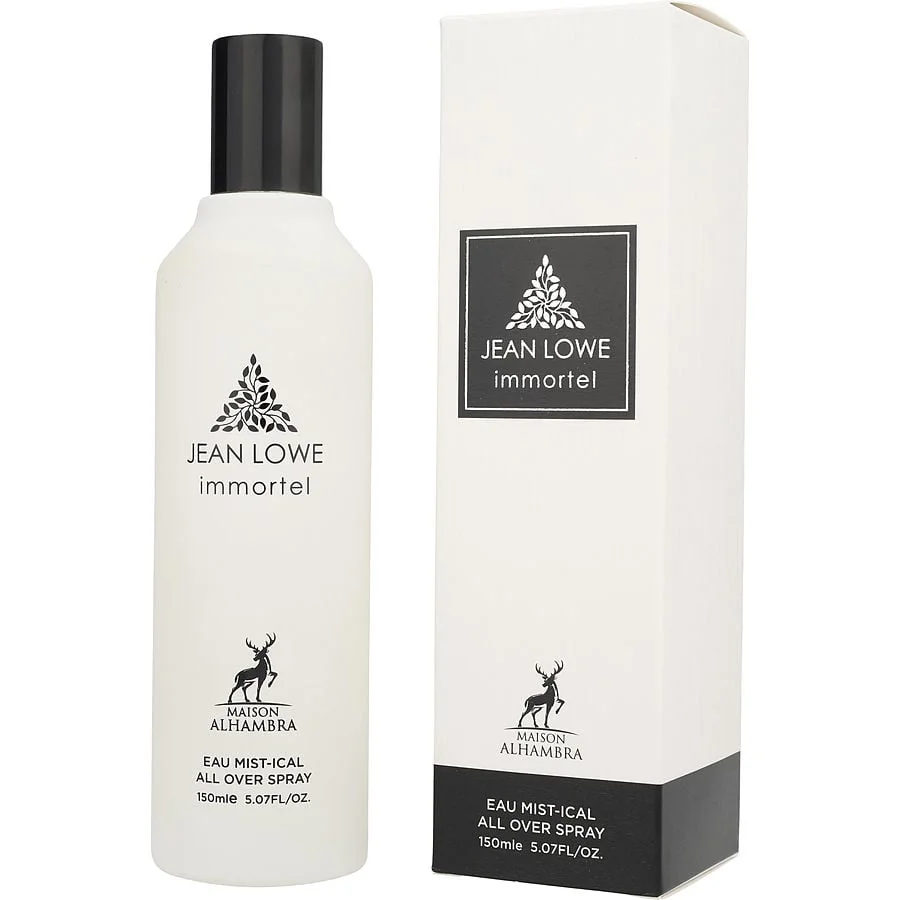 JEAN LOWE
immortel
MAISON
ALHAMBRA
EAU MIST-ICAL
ALL OVER SPRAY
150mle 5.07FL/OZ.
JEAN LOWE
immortel
MAISON
ALHAMBRA
EAU MIST-ICAL
ALL OVER SPRAY
150mle 5.07FL/OZ.